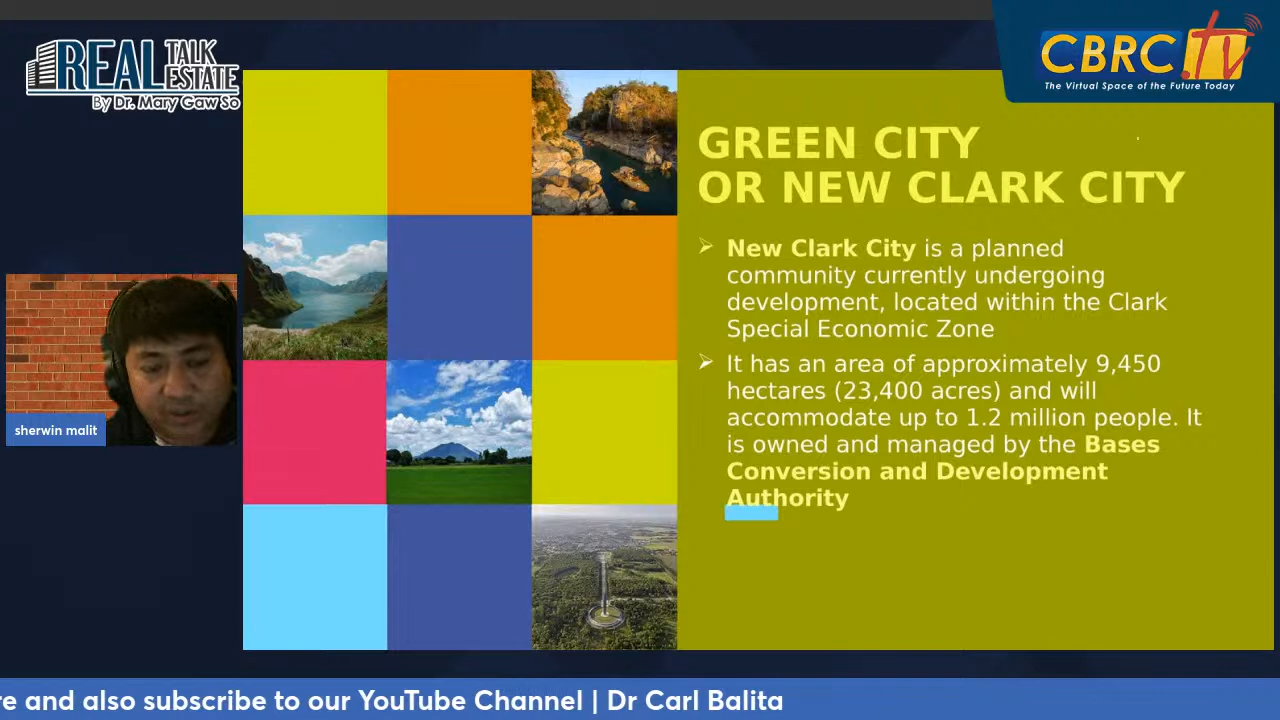 REAL TALK ESTATE
By Dr. Mary Gaw So
CBRC.tv
The Virtual Space of the Future Today
GREEN CITY
OR NEW CLARK CITY
New Clark City is a planned
community currently undergoing
development, located within the Clark
Special Economic Zone
It has an area of approximately 9,450
hectares (23,400 acres) and will
accommodate up to 1.2 million people. It
is owned and managed by the Bases
Conversion and Development
Authority
sherwin malit
re and also subscribe to our YouTube Channel | Dr Carl Balita